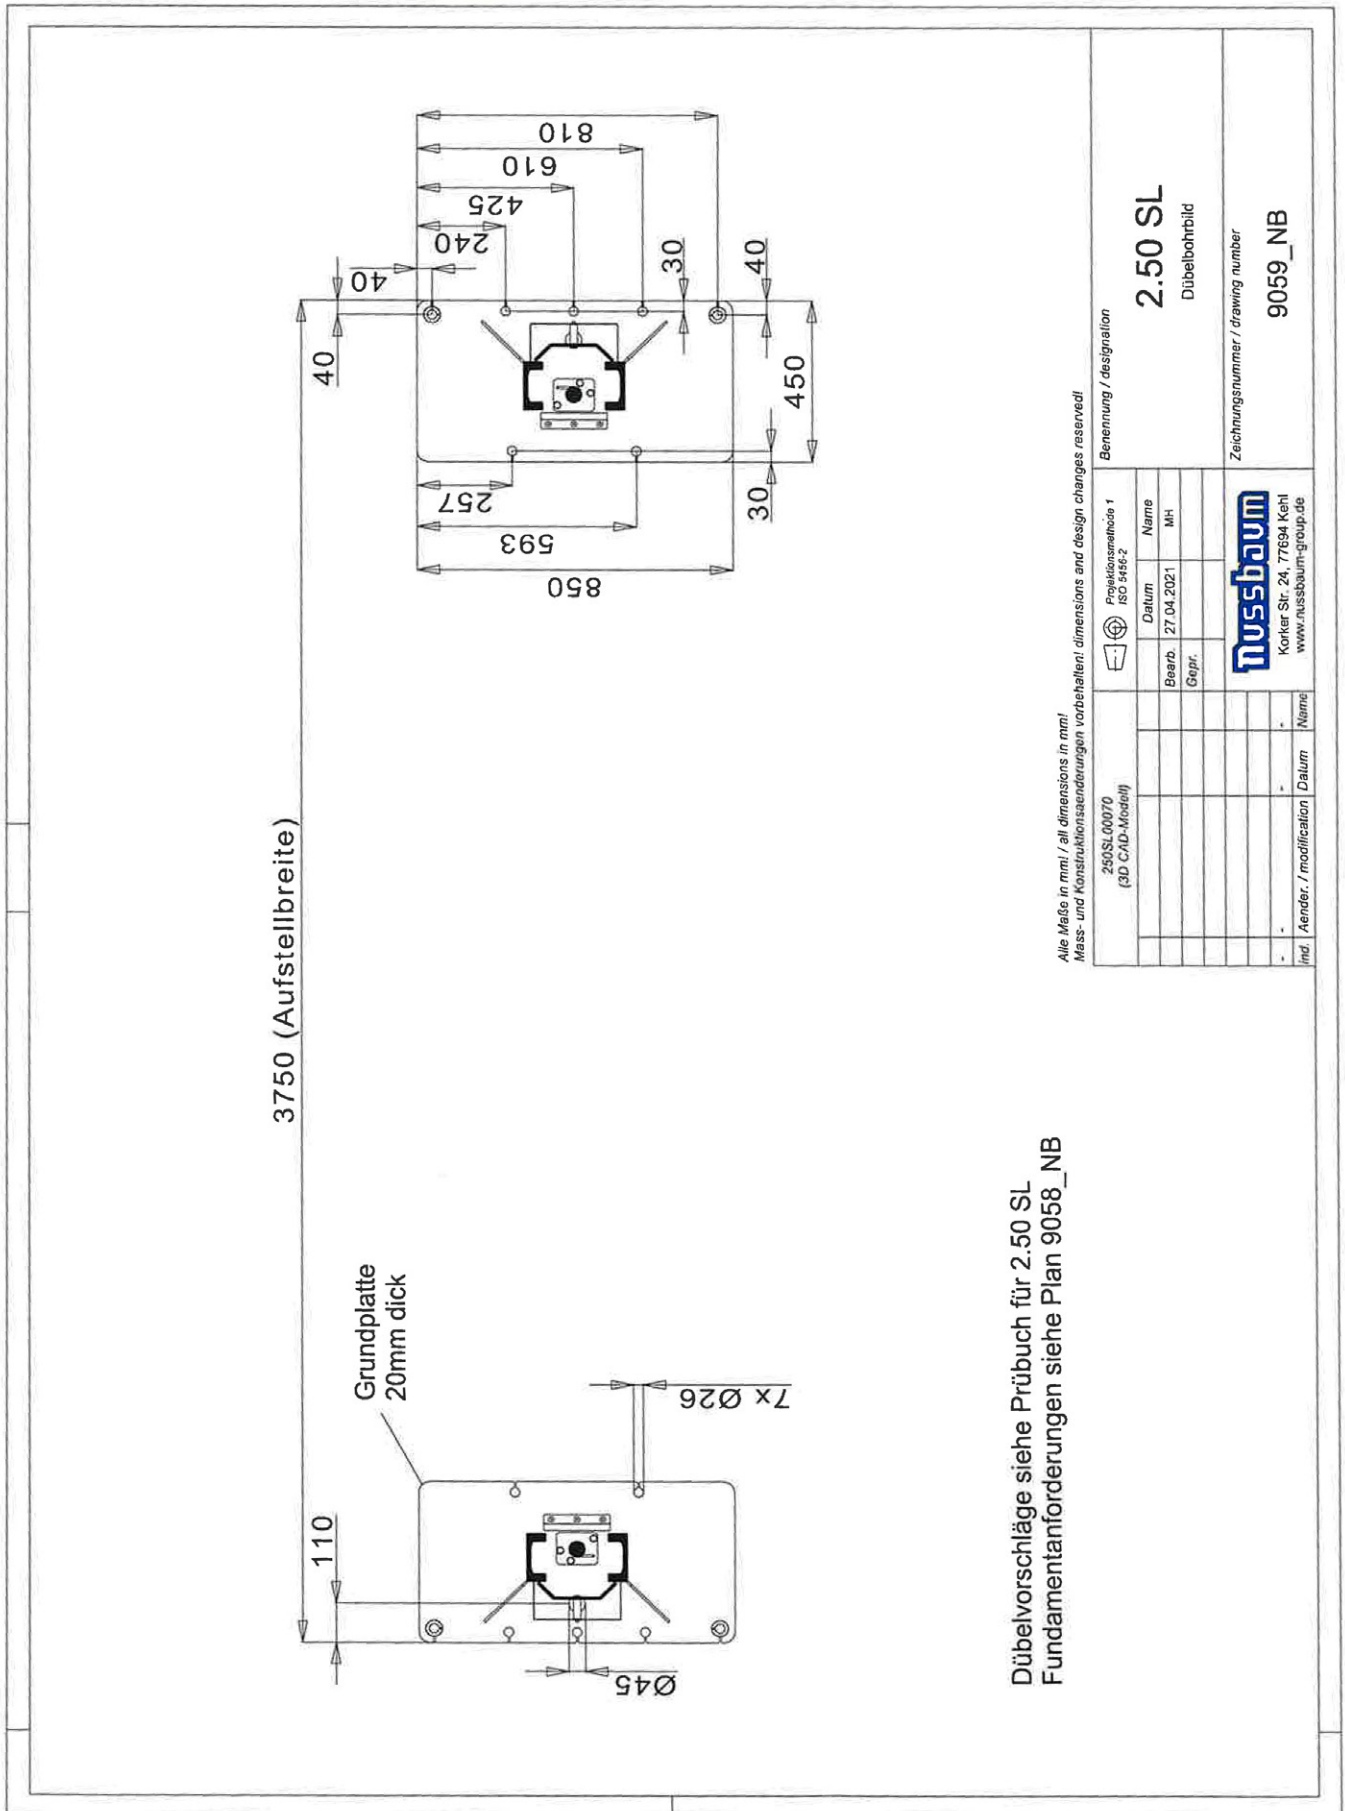 3750 (Aufstellbreite)
110
Grundplatte
20mm dick
Ø45
7x Ø26
40
40
240
425
610
810
30
40
450
30
257
593
850
Dübelvorschläge siehe Prübuch für 2.50 SL
Fundamentanforderungen siehe Plan 9058_NB
Alle Maße in mm! / all dimensions in mm!
Mass- und Konstruktionsaenderungen vorbehalten! dimensions and design changes reserved!
250SL00070
(3D CAD-Modell)
Projektionsmethode 1
ISO 5456-2
Datum Name
Bearb. 27.04.2021 MH
Gepr.
Benennung / designation
2.50 SL
Dübelbohrbild
Zeichnungsnummer / drawing number
9059_NB
nussbaum
Korker Str. 24, 77694 Kehl
www.nussbaum-group.de
- - - -
Ind. Aender. / modification Datum Name